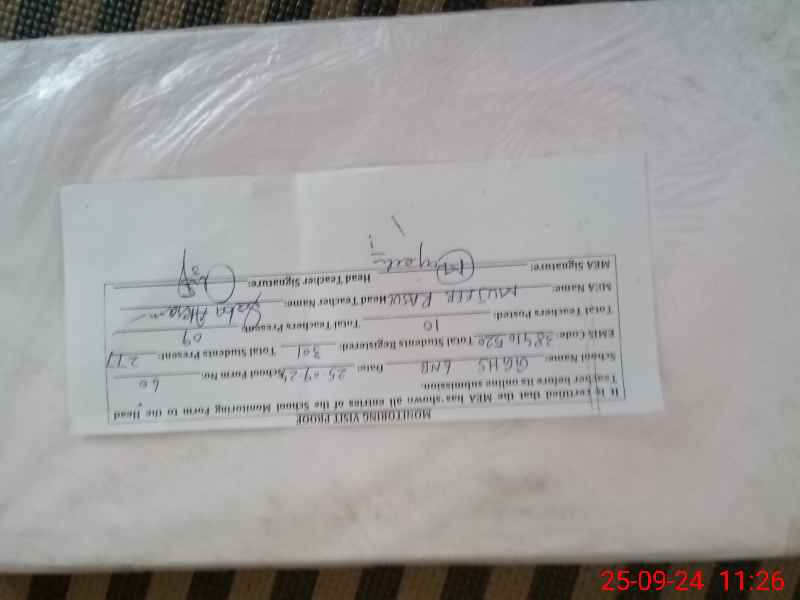 MONITORING VISIT PROOF
It is certified that the MEA has shown all entries of the School Monitoring Form to the Head
Teacher before its online submission.
School Name: GGHS 6NB Date: 25-09-24 School Form No: 60
EMIS Code: 38410520 Total Students Registered: 301 Total Students Present: 277
Total Teachers Posted: 10 Total Teachers Present: 09
MEA Name: Head Teacher Name:
MEA Signature: Head Teacher Signature:
25-09-24 11:26